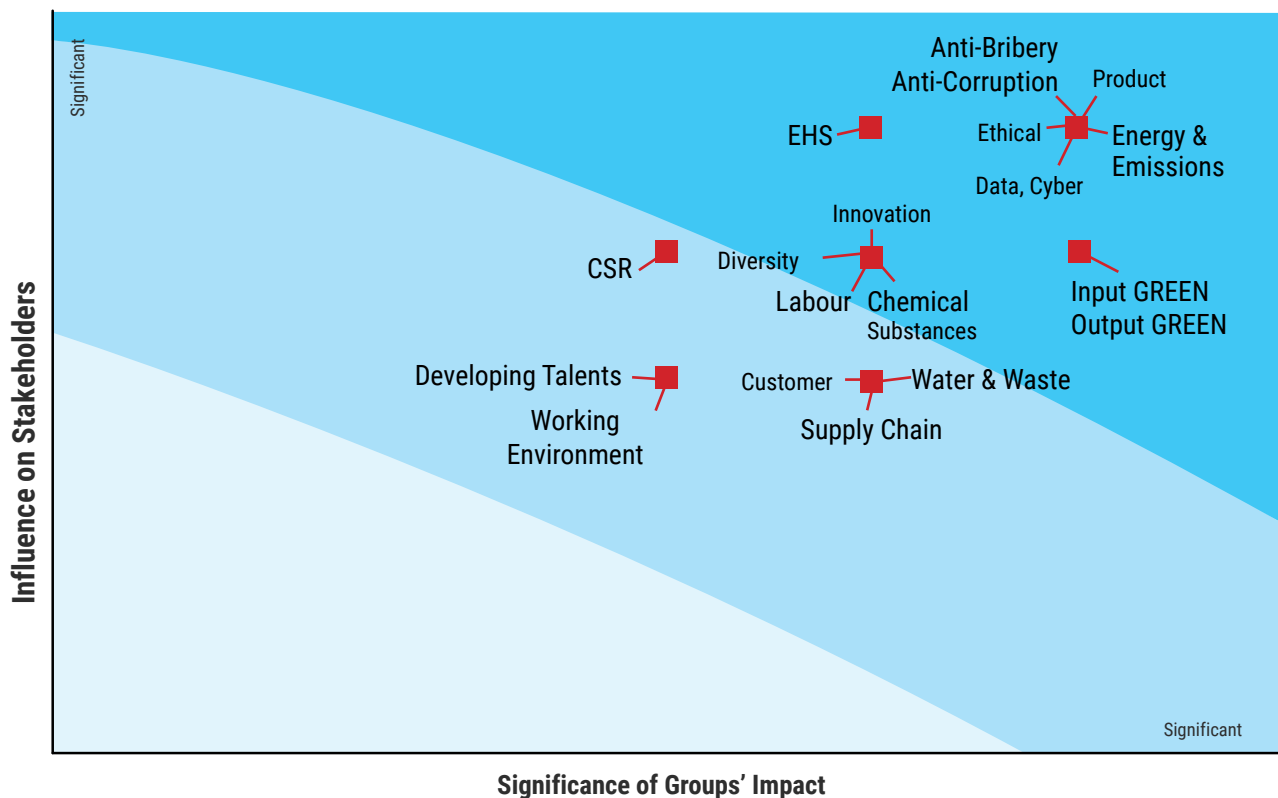 Significant
Anti-Bribery
Anti-Corruption
Product
EHS
Ethical
Energy &
Emissions
Data, Cyber
Innovation
Diversity
CSR
Labour
Chemical
Substances
Input GREEN
Output GREEN
Developing Talents
Working
Environment
Customer
Water & Waste
Supply Chain
Influence on Stakeholders
Significant
Significance of Groups’ Impact